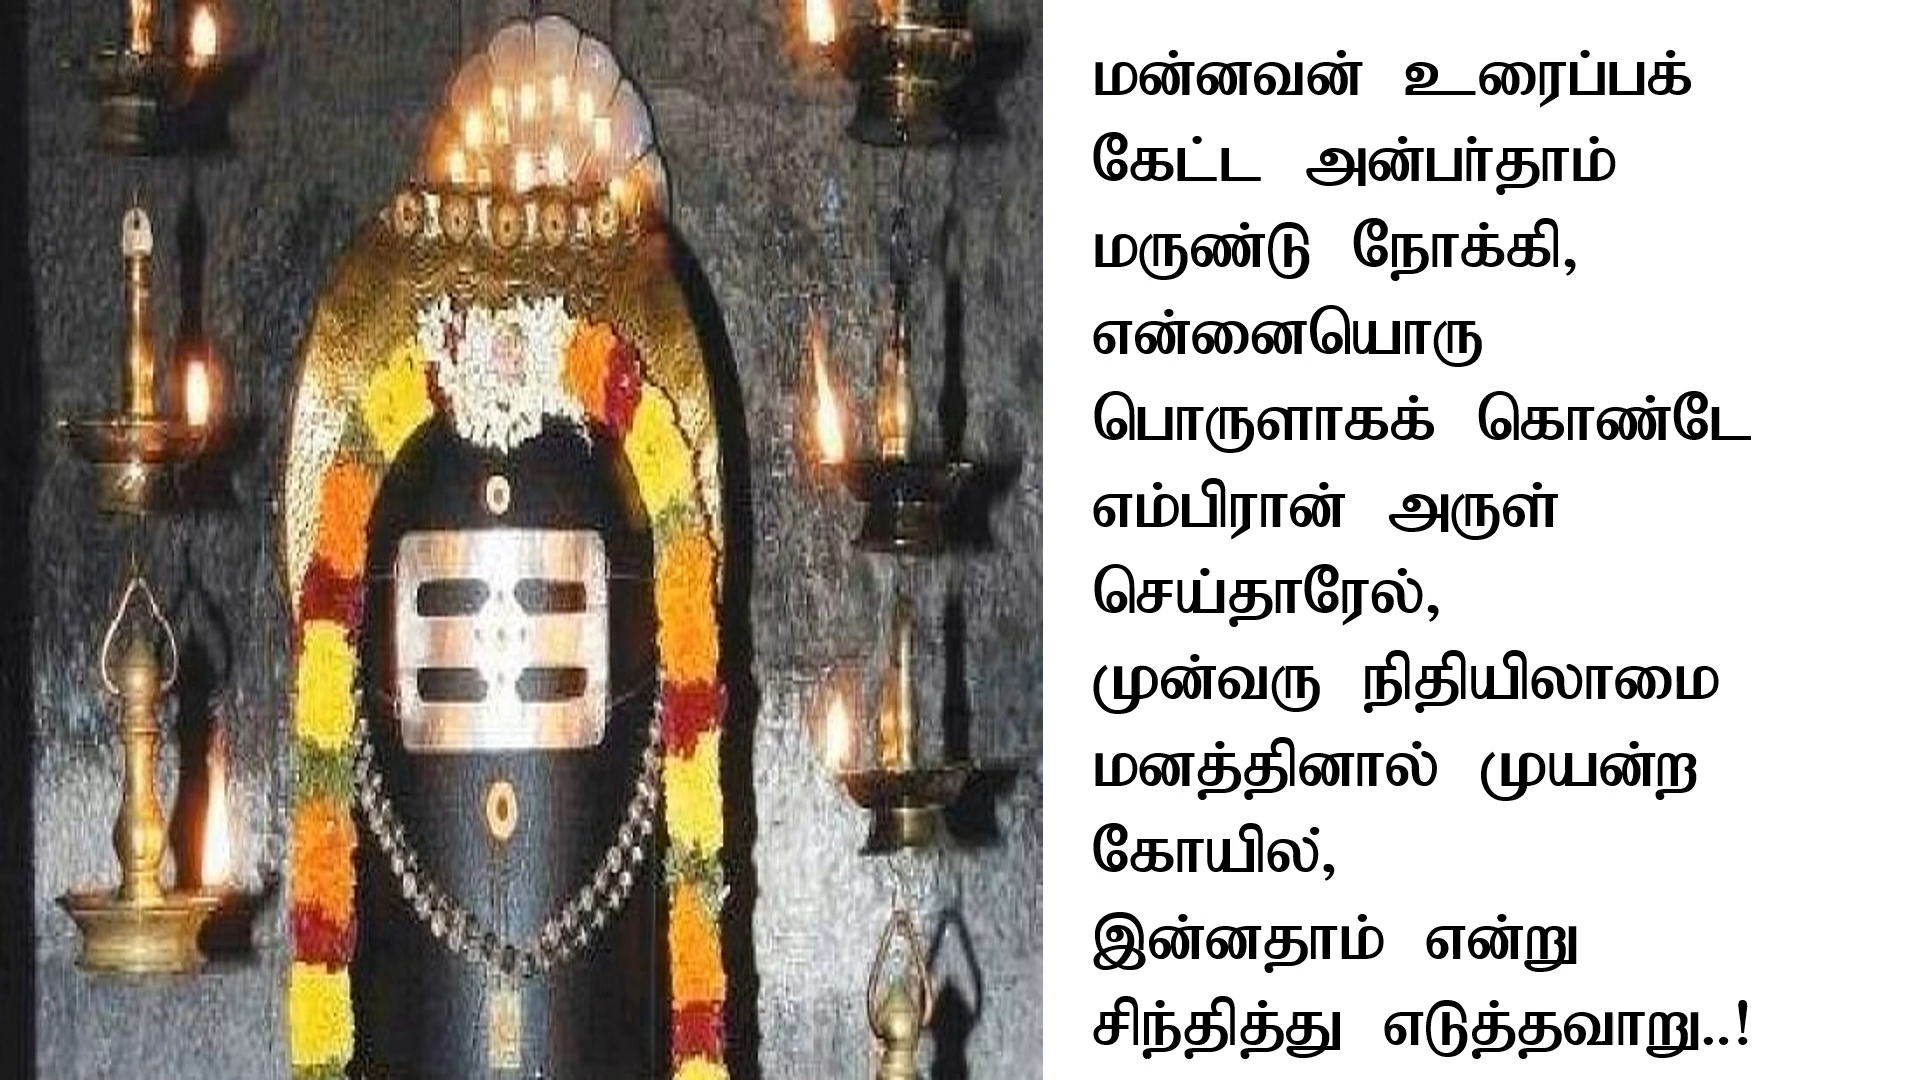 மன்னவன் உரைப்பக்
கேட்ட அன்பர்தாம்
மருண்டு நோக்கி,
என்னையொரு
பொருளாகக் கொண்டே
எம்பிரான் அருள்
செய்தாரேல்,
முன்வரு நிதியிலாமை
மனத்தினால் முயன்ற
கோயில்,
இன்னதாம் என்று
சிந்தித்து எடுத்தவாறு..!